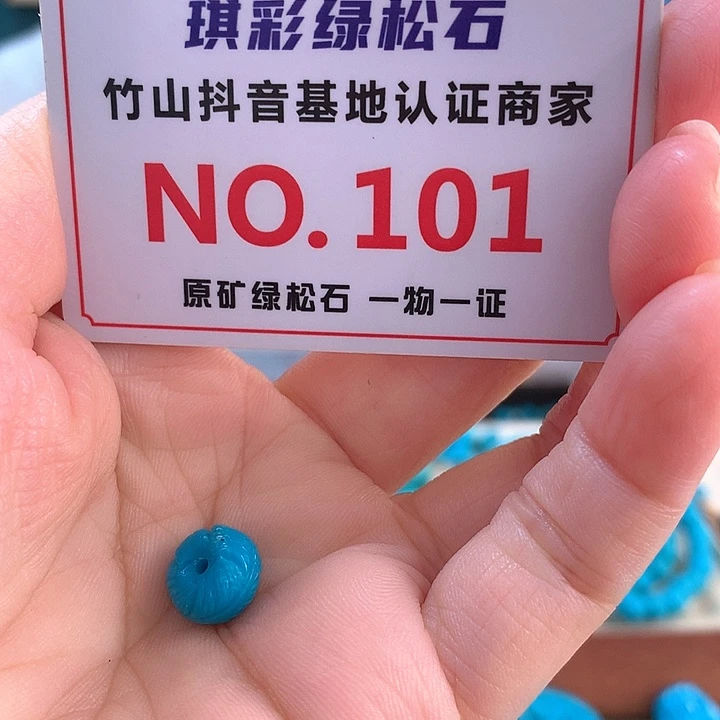 琪彩绿松石
竹山抖音基地认证商家
NO.101
原矿绿松石 一物一证